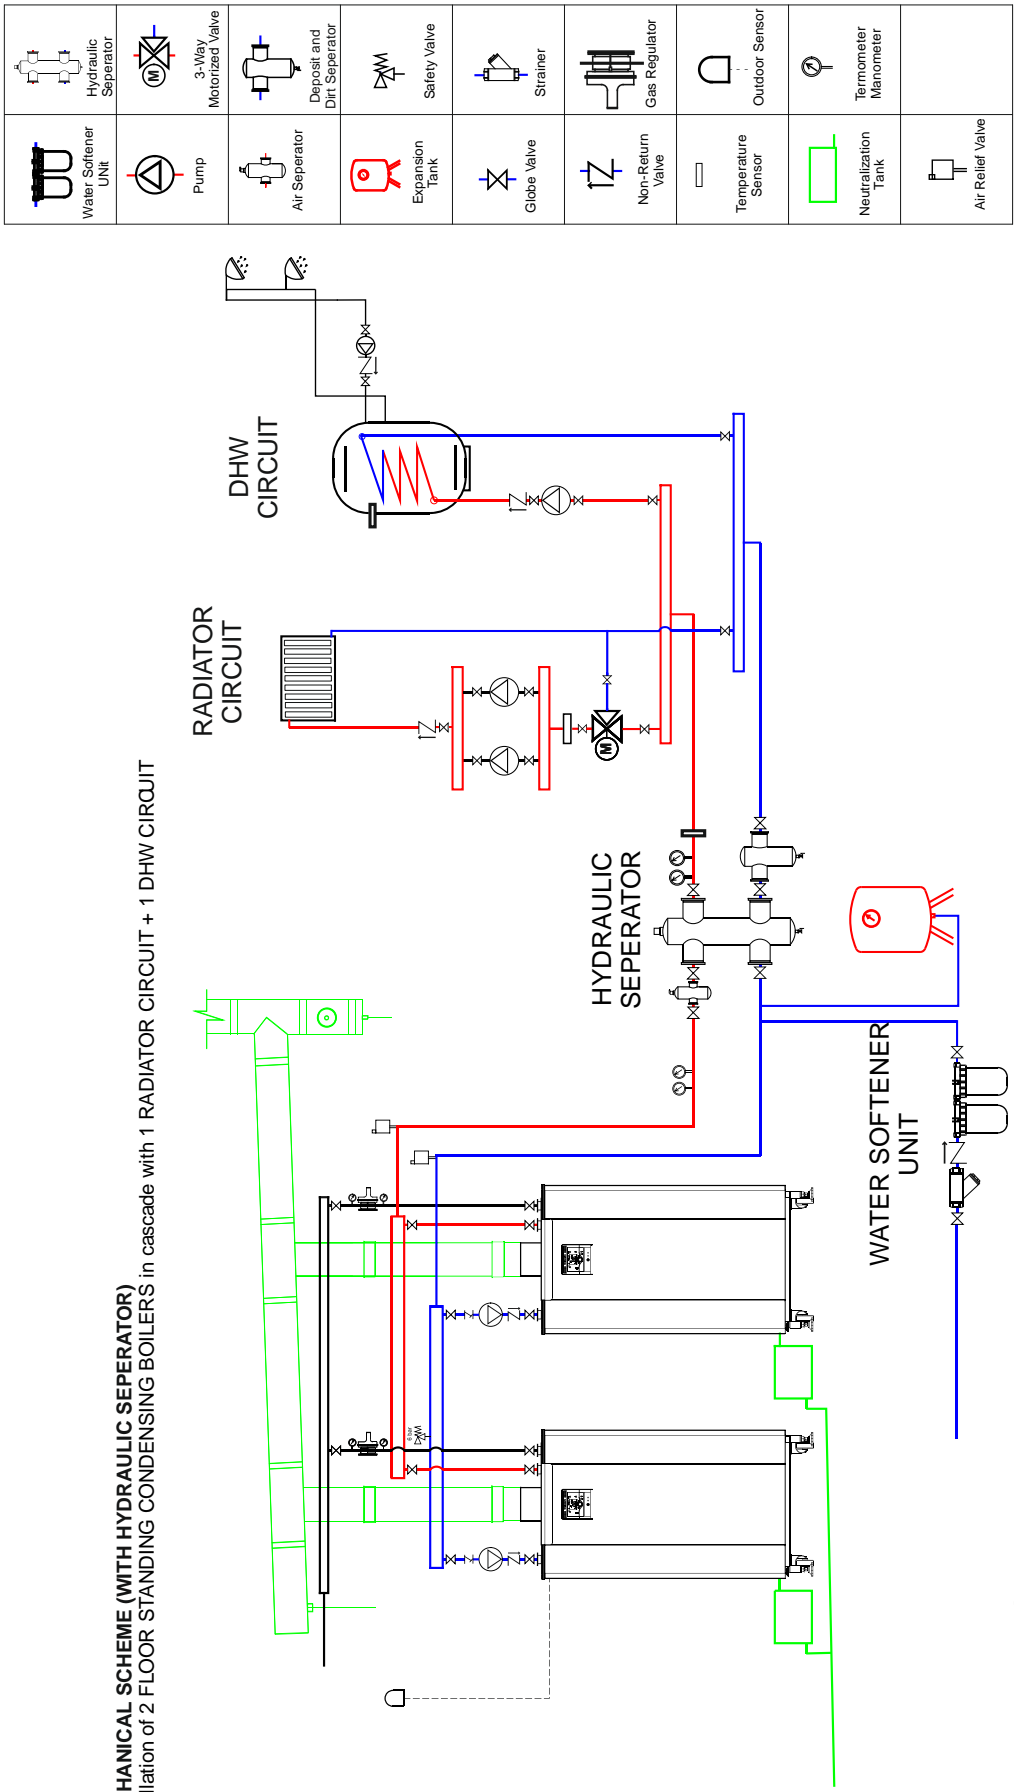 HANICAL SCHEME (WITH HYDRAULIC SEPERATOR)
llation of 2 FLOOR STANDING CONDENSING BOILERS in cascade with 1 RADIATOR CIRCUIT + 1 DHW CIRCUIT
RADIATOR
CIRCUIT
DHW
CIRCUIT
HYDRAULIC
SEPERATOR
WATER SOFTENER
UNIT
6 bar
M
Hydraulic
Seperator
M
3-Way
Motorized Valve
Deposit and
Dirt Seperator
Safety Valve
Strainer
Gas Regulator
Outdoor Sensor
Termometer
Manometer
Water Softener
UNit
Pump
Air Seperator
Expansion
Tank
Globe Valve
Non-Return
Valve
Temperature
Sensor
Neutralization
Tank
Air Relief Valve